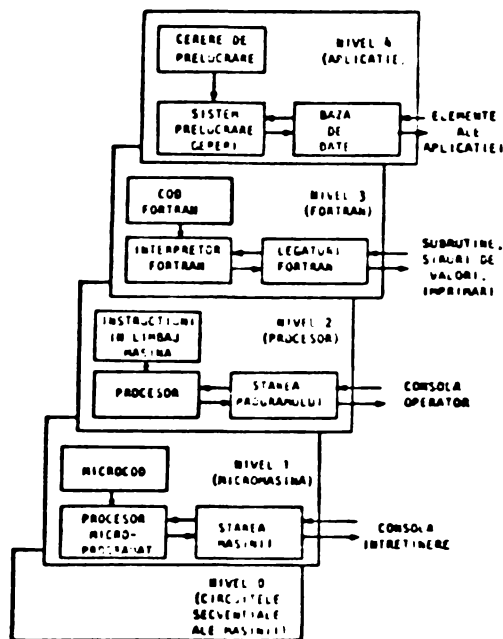 CERERE DE
PRELUCRARE
NIVEL 4
(APLICATIE)
SISTEM
PRELUCRARE
CERERI
BAZA
DE
DATE
ELEMENTE
ALE
APLICATIEI
COD
FORTRAN
NIVEL 3
(FORTRAN)
INTERPRETOR
FORTRAN
LEGATURI
FORTRAN
SUBRUTINE,
SIRURI DE
VALORI,
IMPRIMARI
INSTRUCTIUNI
IN LIMBAJ
MASINA
NIVEL 2
(PROCESOR)
PROCESOR
STAREA
PROGRAMULUI
CONSOLA
OPERATOR
MICROCOD
NIVEL 1
(MICROMASINA)
PROCESOR
MICRO-
PROGRAMAT
STAREA
MASINII
CONSOLA
INTRETINERE
NIVEL 0
(CIRCUITELE
SECVENTIALE
ALE MASINII)